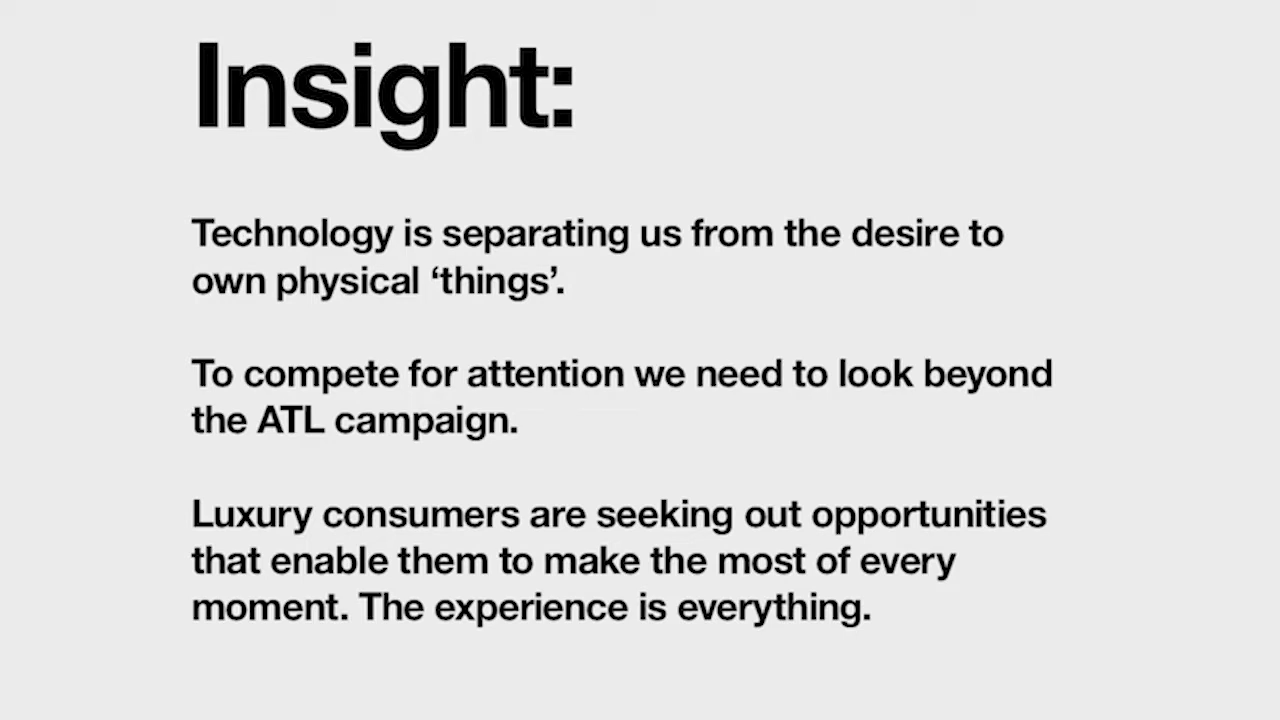 Insight:
Technology is separating us from the desire to
own physical ‘things’.
To compete for attention we need to look beyond
the ATL campaign.
Luxury consumers are seeking out opportunities
that enable them to make the most of every
moment. The experience is everything.